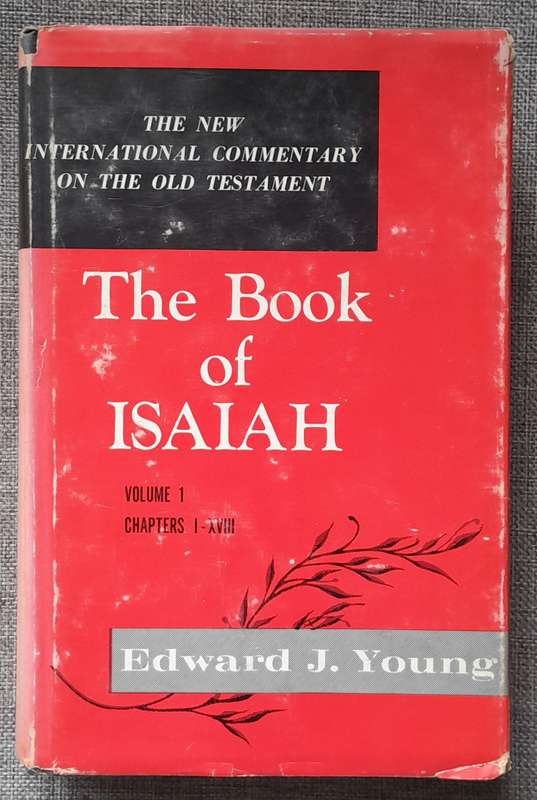 THE NEW
INTERNATIONAL COMMENTARY
ON THE OLD TESTAMENT
The Book
of
ISAIAH
VOLUME 1
CHAPTERS I-XVIII
Edward J. Young